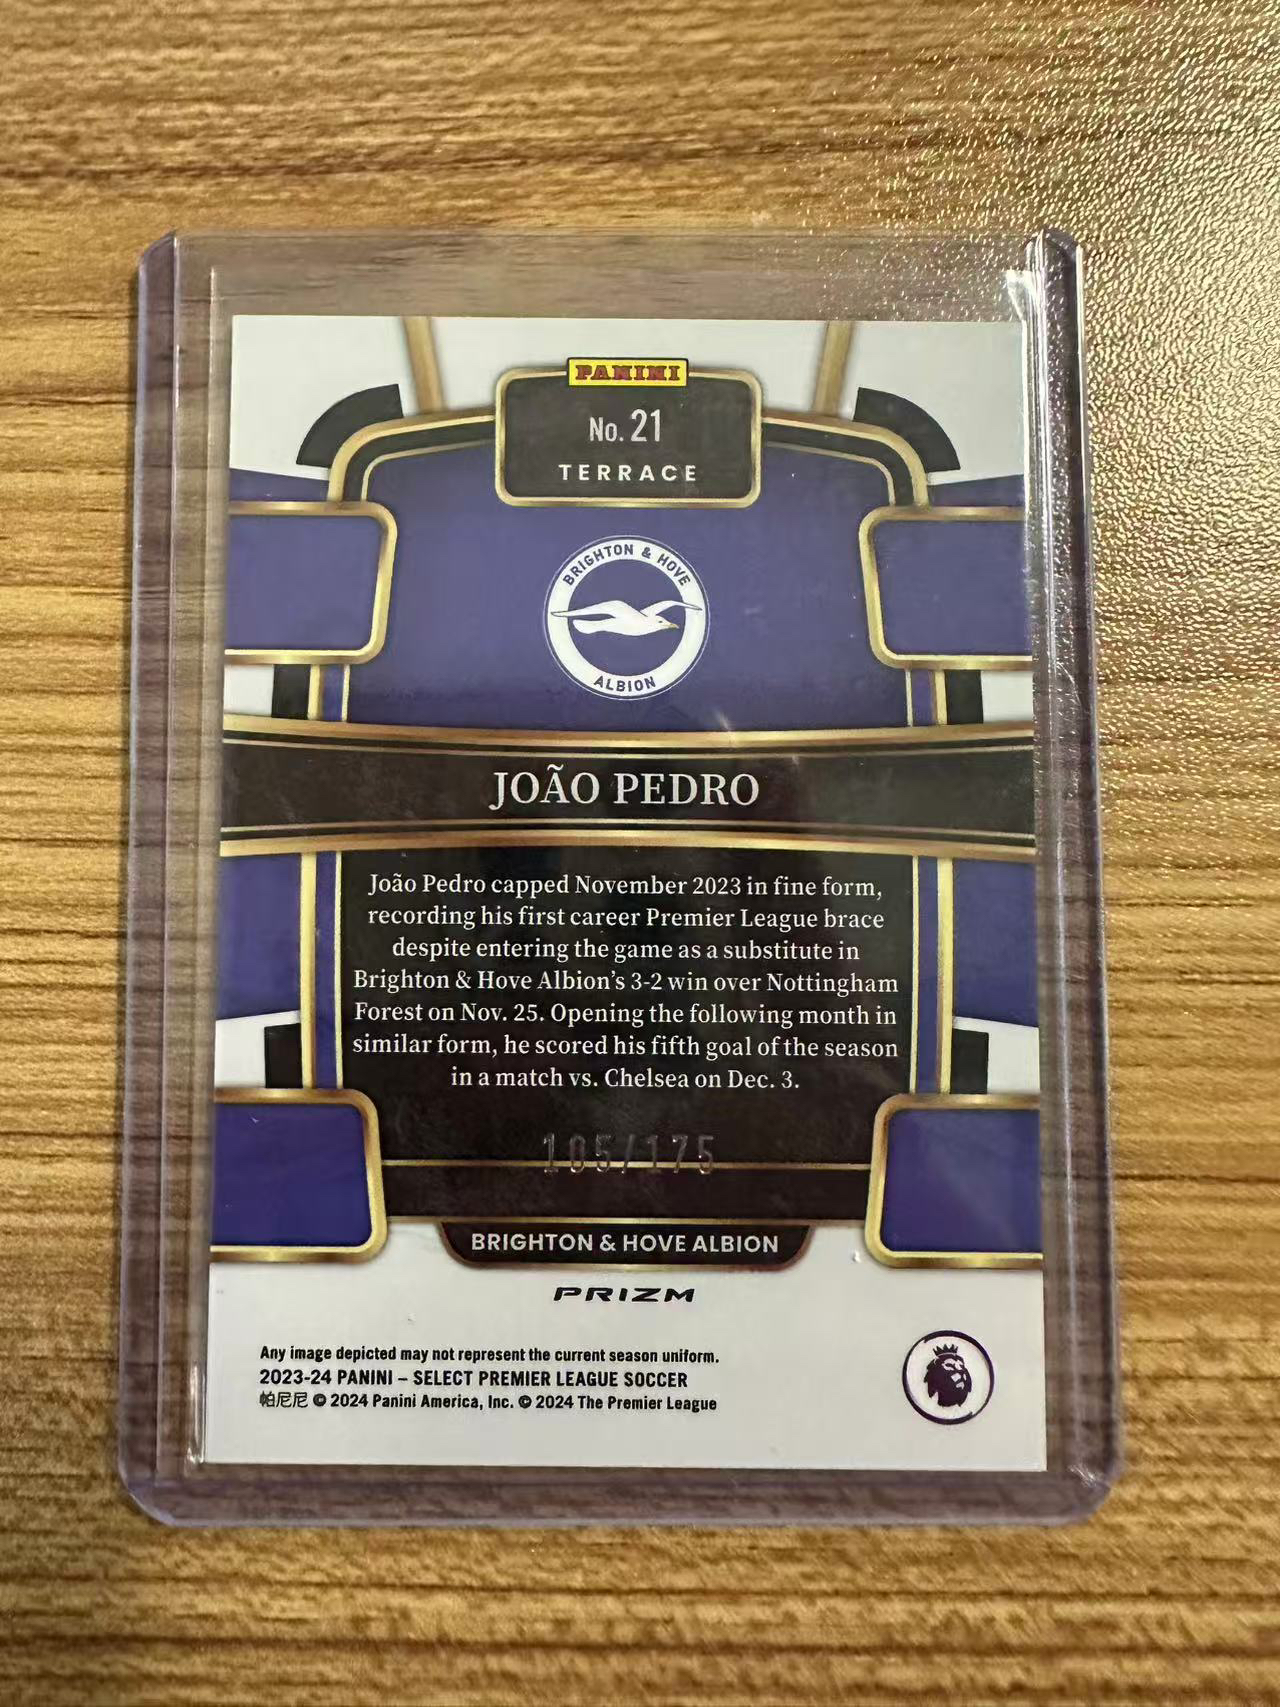 PANINI
No. 21
TERRACE
BRIGHTON & HOVE
ALBION
JOÃO PEDRO
João Pedro capped November 2023 in fine form,
recording his first career Premier League brace
despite entering the game as a substitute in
Brighton & Hove Albion's 3-2 win over Nottingham
Forest on Nov. 25. Opening the following month in
similar form, he scored his fifth goal of the season
in a match vs. Chelsea on Dec. 3.
105/175
BRIGHTON & HOVE ALBION
PRIZM
Any image depicted may not represent the current season uniform.
2023-24 PANINI – SELECT PREMIER LEAGUE SOCCER
帕尼尼 © 2024 Panini America, Inc. © 2024 The Premier League